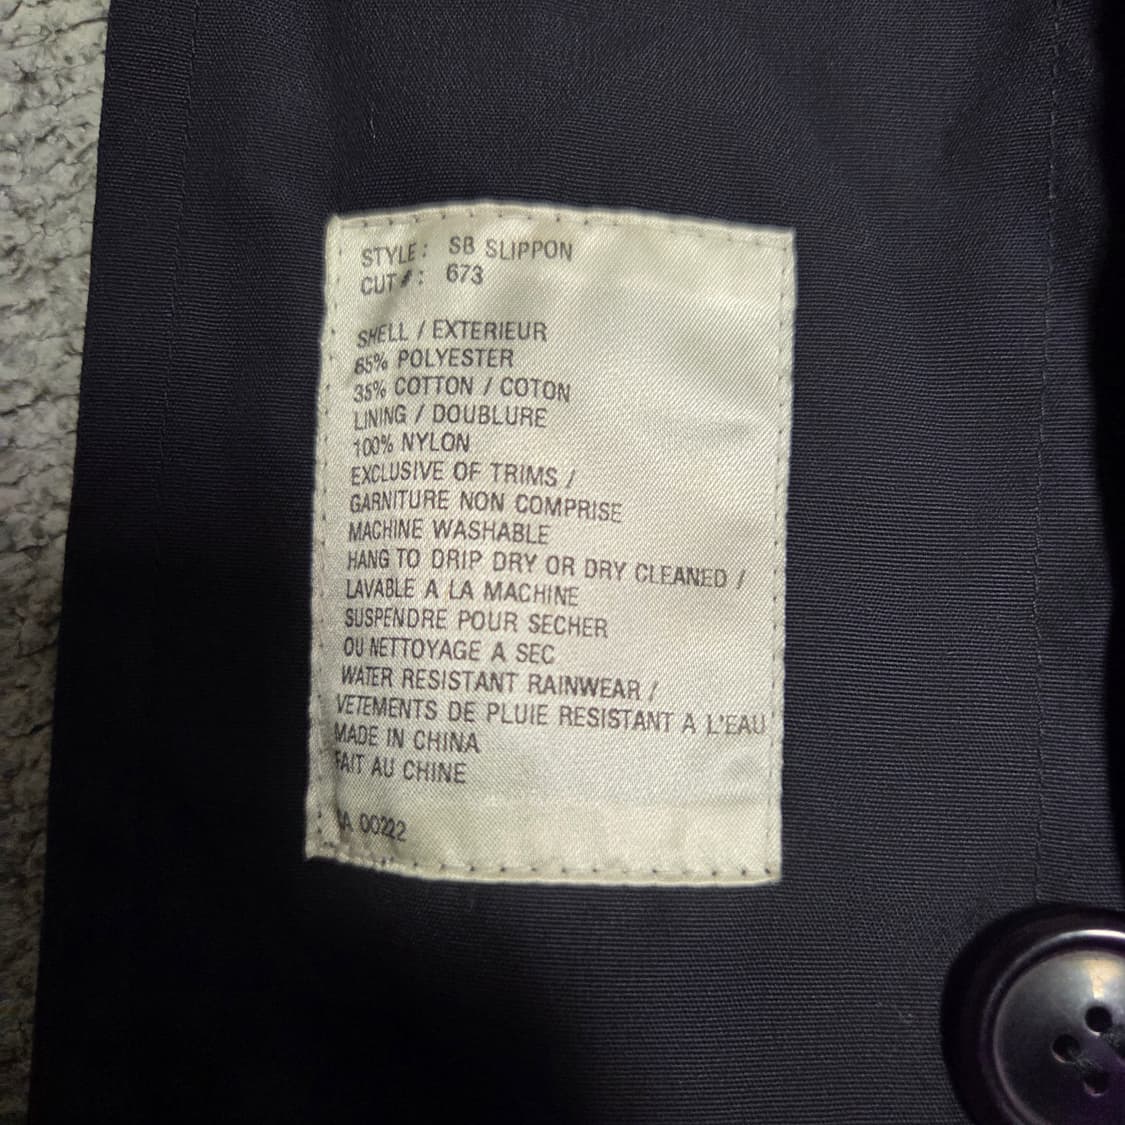 STYLE: SB SLIPPON
CUT#: 673
SHELL / EXTERIEUR
65% POLYESTER
35% COTTON / COTON
LINING / DOUBLURE
100% NYLON
EXCLUSIVE OF TRIMS /
GARNITURE NON COMPRISE
MACHINE WASHABLE
HANG TO DRIP DRY OR DRY CLEANED /
LAVABLE A LA MACHINE
SUSPENDRE POUR SECHER
OU NETTOYAGE A SEC
WATER RESISTANT RAINWEAR /
VETEMENTS DE PLUIE RESISTANT A L'EAU
MADE IN CHINA
FAIT AU CHINE
00222